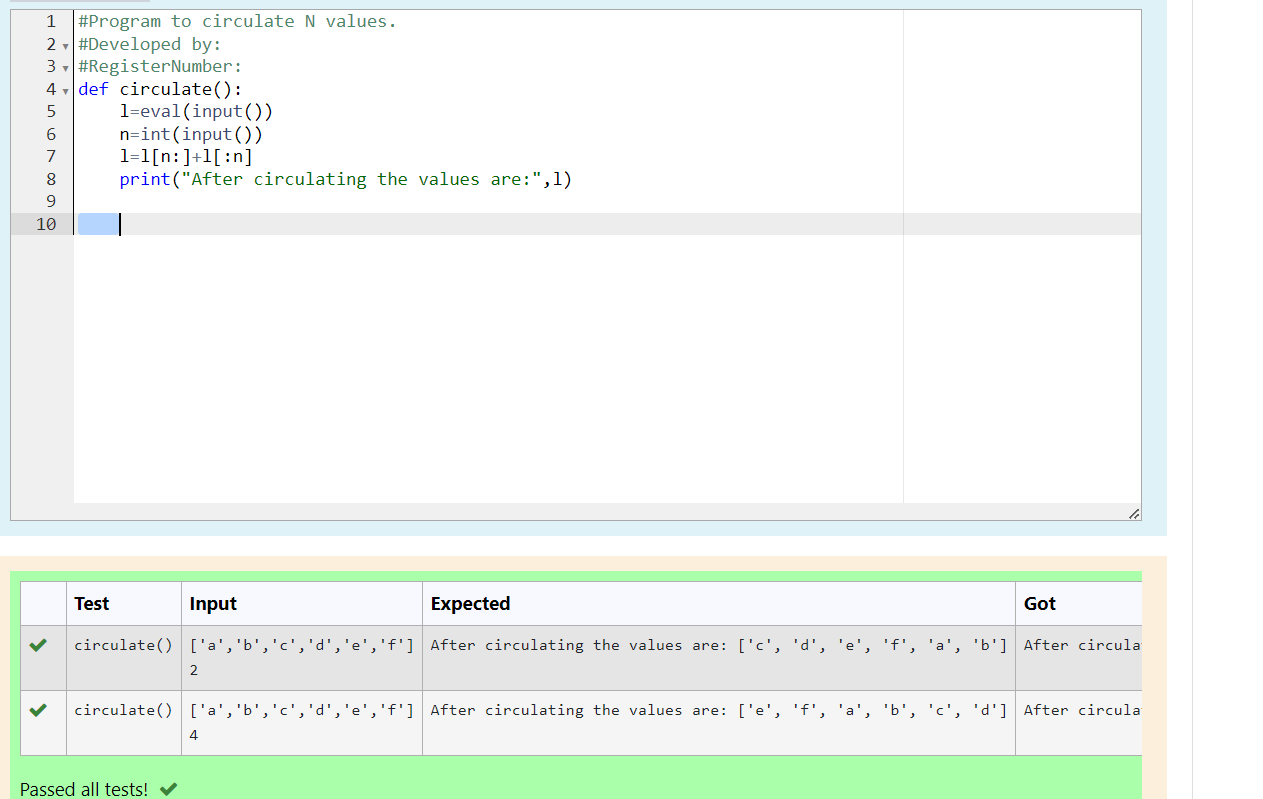 1 #Program to circulate N values.
2 #Developed by:
3 #RegisterNumber:
4 def circulate():
5     l=eval(input())
6     n=int(input())
7     l=l[n:]+l[:n]
8     print("After circulating the values are:",l)
9
10
Test Input Expected Got
circulate() ['a','b','c','d','e','f'] After circulating the values are: ['c', 'd', 'e', 'f', 'a', 'b'] After circula
2
circulate() ['a','b','c','d','e','f'] After circulating the values are: ['e', 'f', 'a', 'b', 'c', 'd'] After circula
4
Passed all tests!